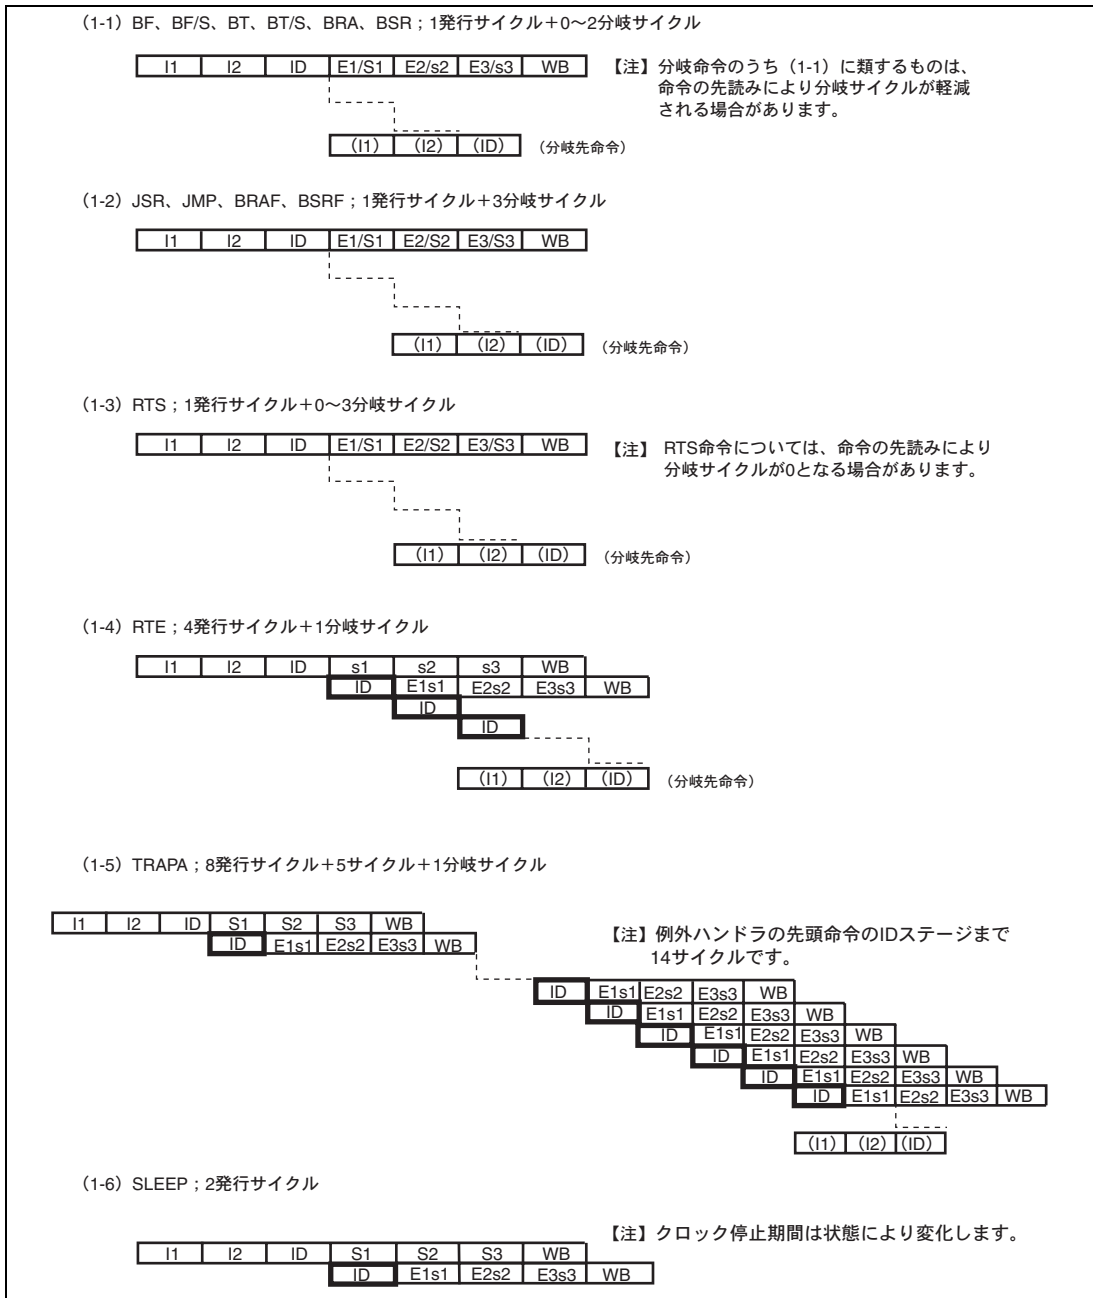 (1-1) BF、BF/S、BT、BT/S、BRA、BSR；1発行サイクル＋0～2分岐サイクル
I1 I2 ID E1/S1 E2/s2 E3/s3 WB
【注】分岐命令のうち（1-1）に類するものは、
命令の先読みにより分岐サイクルが軽減
される場合があります。
(I1) (I2) (ID) （分岐先命令）
(1-2) JSR、JMP、BRAF、BSRF；1発行サイクル＋3分岐サイクル
I1 I2 ID E1/S1 E2/S2 E3/S3 WB
(I1) (I2) (ID) （分岐先命令）
(1-3) RTS；1発行サイクル＋0～3分岐サイクル
I1 I2 ID E1/S1 E2/S2 E3/S3 WB
【注】 RTS命令については、命令の先読みにより
分岐サイクルが0となる場合があります。
(I1) (I2) (ID) （分岐先命令）
(1-4) RTE；4発行サイクル＋1分岐サイクル
I1 I2 ID s1 s2 s3 WB
ID E1s1 E2s2 E3s3 WB
ID
ID
(I1) (I2) (ID) （分岐先命令）
(1-5) TRAPA；8発行サイクル＋5サイクル＋1分岐サイクル
I1 I2 ID S1 S2 S3 WB
ID E1s1 E2s2 E3s3 WB
【注】例外ハンドラの先頭命令のIDステージまで
14サイクルです。
ID E1s1 E2s2 E3s3 WB
ID E1s1 E2s2 E3s3 WB
ID E1s1 E2s2 E3s3 WB
ID E1s1 E2s2 E3s3 WB
ID E1s1 E2s2 E3s3 WB
ID E1s1 E2s2 E3s3 WB
(I1) (I2) (ID)
(1-6) SLEEP；2発行サイクル
【注】クロック停止期間は状態により変化します。
I1 I2 ID S1 S2 S3 WB
ID E1s1 E2s2 E3s3 WB